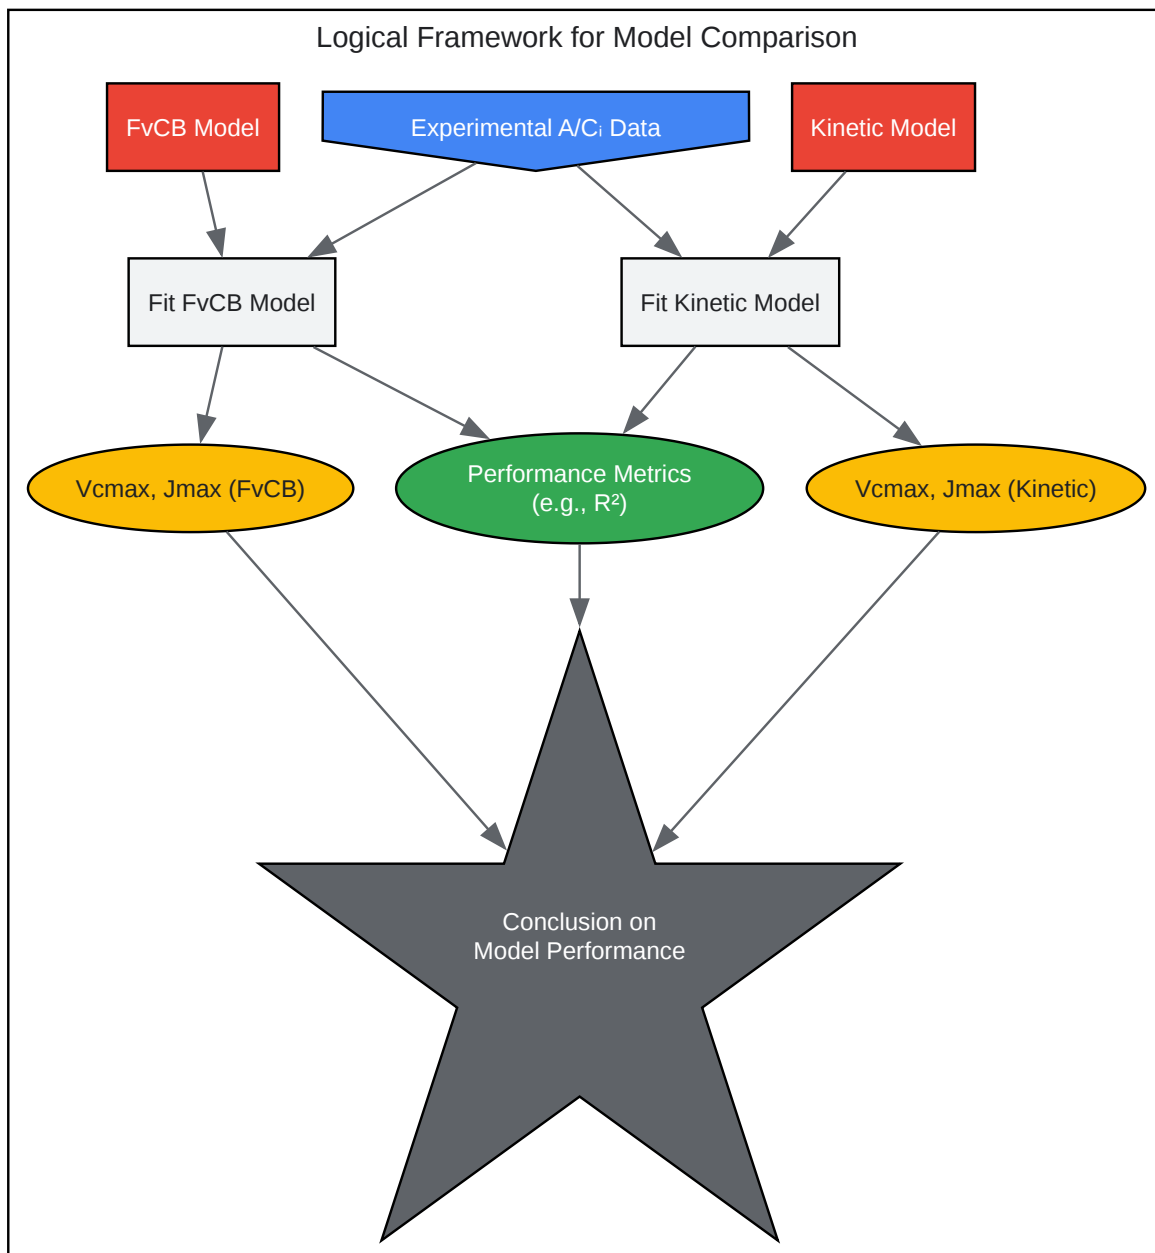 Logical Framework for Model Comparison
FvCB Model
Experimental A/Cᵢ Data
Kinetic Model
Fit FvCB Model
Fit Kinetic Model
Vcmax, Jmax (FvCB)
Performance Metrics
(e.g., R²)
Vcmax, Jmax (Kinetic)
Conclusion on
Model Performance